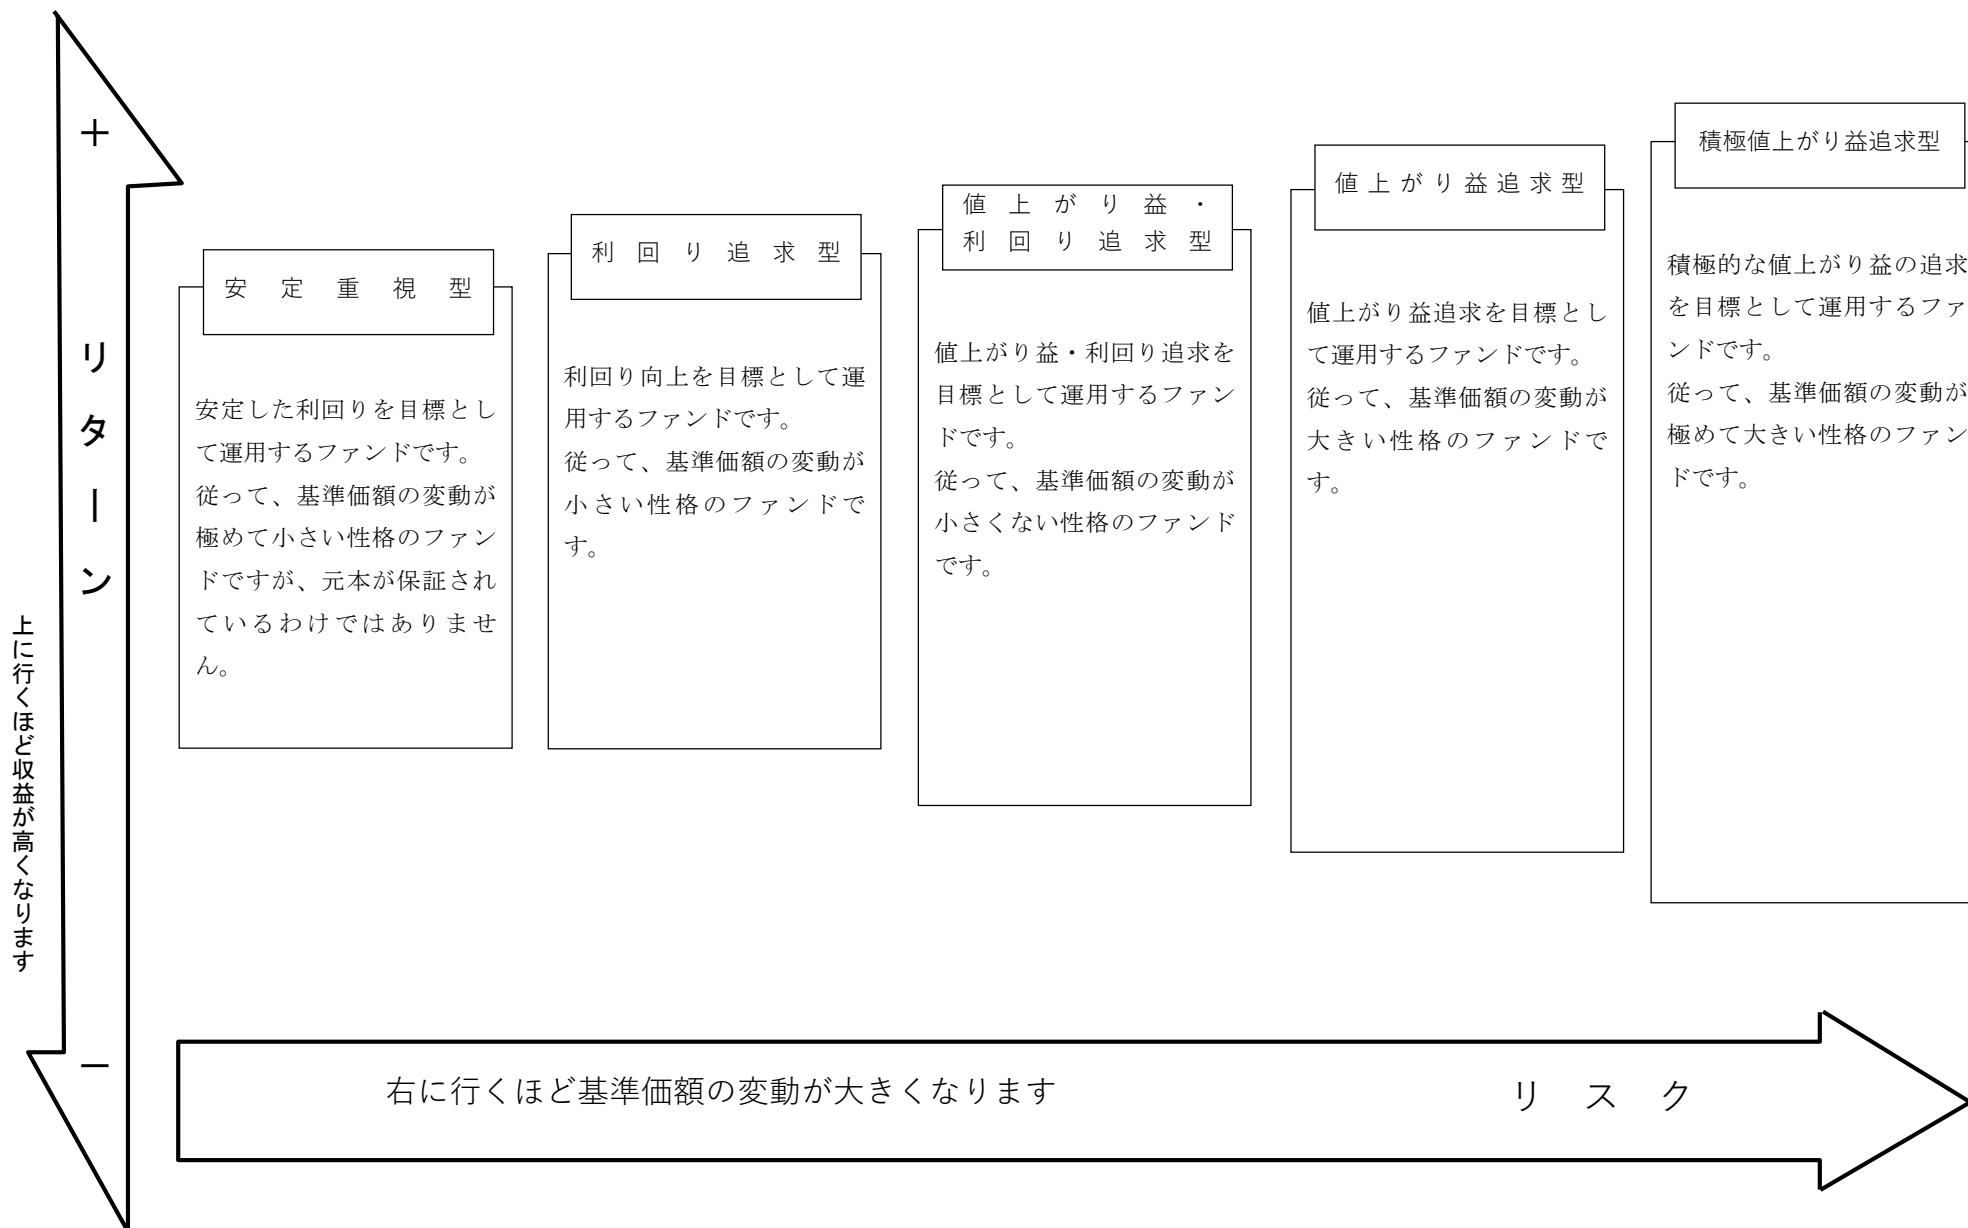 ＋
リターン
－
上に行くほど収益が高くなります
安定重視型
安定した利回りを目標とし
て運用するファンドです。
従って、基準価額の変動が
極めて小さい性格のファン
ドですが、元本が保証され
ているわけではありませ
ん。
利回り追求型
利回り向上を目標として運
用するファンドです。
従って、基準価額の変動が
小さい性格のファンドで
す。
値上がり益・
利回り追求型
値上がり益・利回り追求を
目標として運用するファン
ドです。
従って、基準価額の変動が
小さくない性格のファンド
です。
値上がり益追求型
値上がり益追求を目標とし
て運用するファンドです。
従って、基準価額の変動が
大きい性格のファンドで
す。
積極値上がり益追求型
積極的な値上がり益の追求
を目標として運用するファ
ンドです。
従って、基準価額の変動が
極めて大きい性格のファン
ドです。
右に行くほど基準価額の変動が大きくなります
リスク